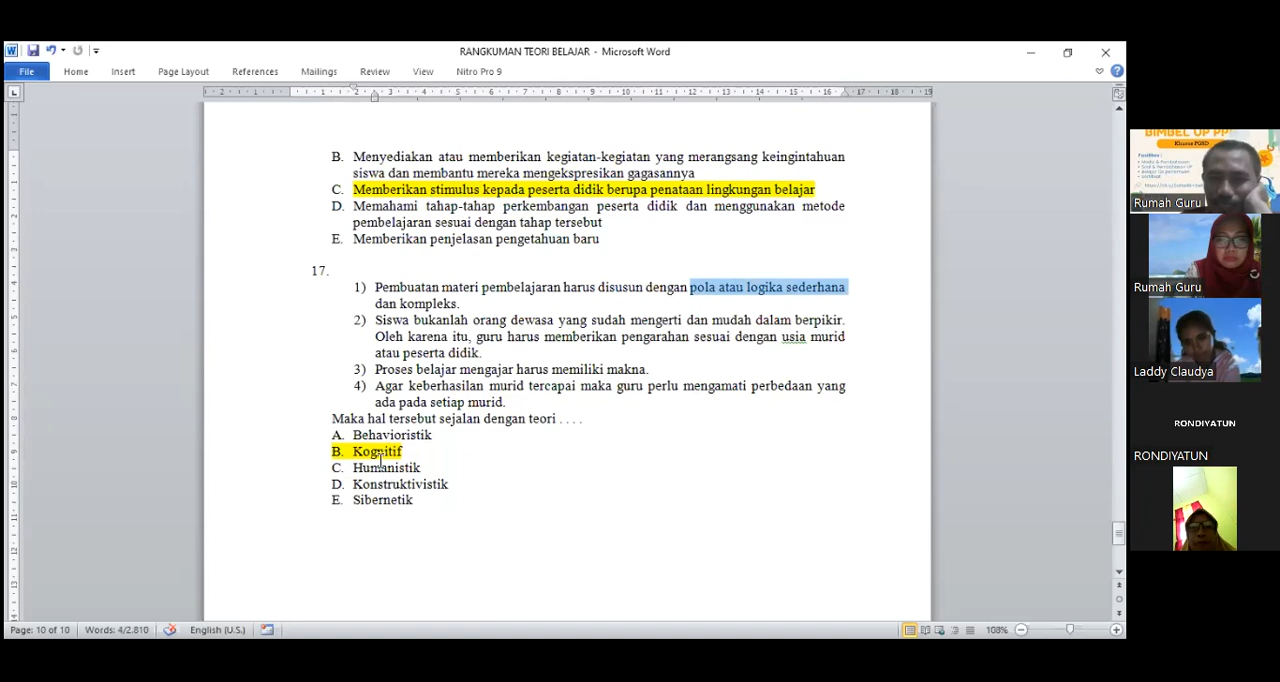 RANGKUMAN TEORI BELAJAR - Microsoft Word
File Home Insert Page Layout References Mailings Review View Nitro Pro 9
B. Menyediakan atau memberikan kegiatan-kegiatan yang merangsang keingintahuan
siswa dan membantu mereka mengekspresikan gagasannya
C. Memberikan stimulus kepada peserta didik berupa penataan lingkungan belajar
D. Memahami tahap-tahap perkembangan peserta didik dan menggunakan metode
pembelajaran sesuai dengan tahap tersebut
E. Memberikan penjelasan pengetahuan baru
17.
1) Pembuatan materi pembelajaran harus disusun dengan pola atau logika sederhana
dan kompleks.
2) Siswa bukanlah orang dewasa yang sudah mengerti dan mudah dalam berpikir.
Oleh karena itu, guru harus memberikan pengarahan sesuai dengan usia murid
atau peserta didik.
3) Proses belajar mengajar harus memiliki makna.
4) Agar keberhasilan murid tercapai maka guru perlu mengamati perbedaan yang
ada pada setiap murid.
Maka hal tersebut sejalan dengan teori . . . .
A. Behavioristik
B. Kognitif
C. Humanistik
D. Konstruktivistik
E. Sibernetik
Page: 10 of 10 Words: 4/2.810 English (U.S.) 108%
BIMBEL UP PP
Khusus PGSD
Rumah Guru
Rumah Guru
Laddy Claudya
RONDIYATUN
RONDIYATUN